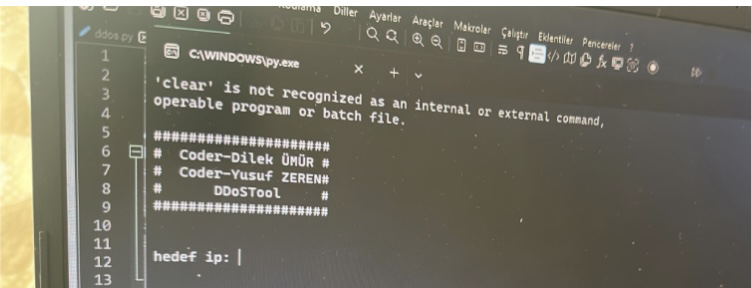 Kodlama Diller Ayarlar Araçlar Makrolar Çalıştır Eklentiler Pencereler ?
ddos.py
C:\WINDOWS\py.exe
'clear' is not recognized as an internal or external command,
operable program or batch file.
######################
# Coder-Dilek ÜMÜR #
# Coder-Yusuf ZEREN#
# DDoSTool #
######################
hedef ip:
1
2
3
4
5
6
7
8
9
10
11
12
13